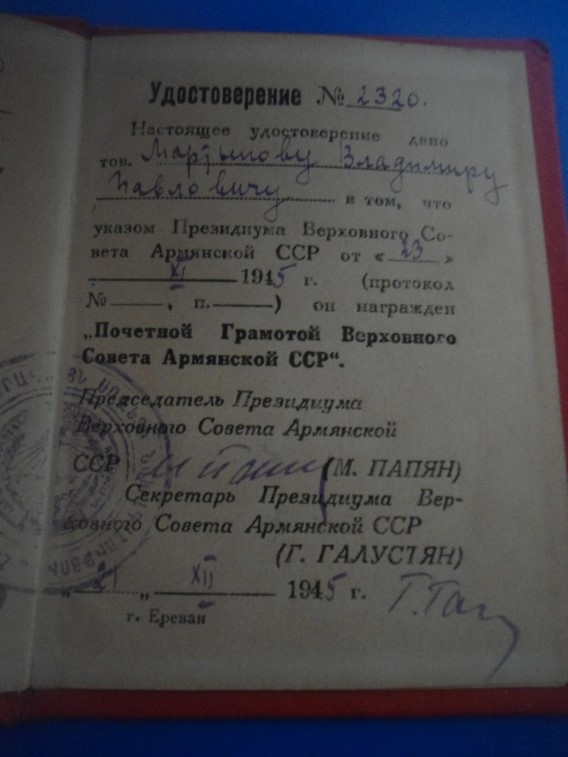 Удостоверение № 2320.
Настоящее удостоверение дано
тов. Мартынову Владимиру
Павловичу в том, что
указом Президиума Верховного Со-
вета Армянской ССР от « 23 »
XI 1945 г. (протокол
№ , п. ) он награжден
„Почетной Грамотой Верховного
Совета Армянской ССР“.
Председатель Президиума
Верховного Совета Армянской
ССР (М. ПАПЯН)
Секретарь Президиума Вер-
ховного Совета Армянской ССР
(Г. ГАЛУСТЯН)
„21„ XII 1945 г.
г. Ереван